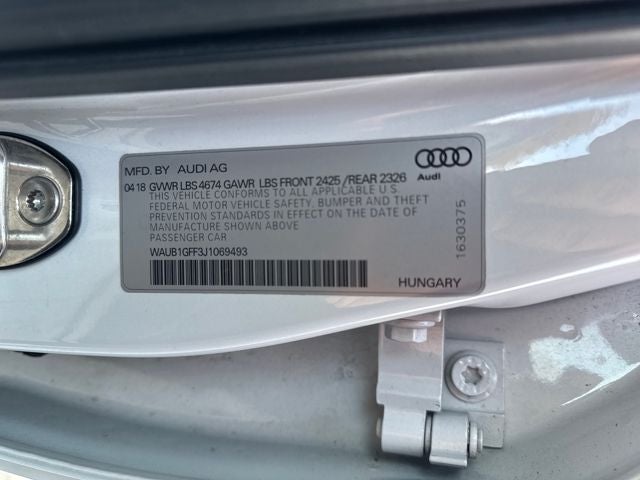 MFD. BY AUDI AG
Audi
04 18 GVWR LBS 4674 GAWR LBS FRONT 2425 /REAR 2326
THIS VEHICLE CONFORMS TO ALL APPLICABLE U.S.
FEDERAL MOTOR VEHICLE SAFETY, BUMPER AND THEFT
PREVENTION STANDARDS IN EFFECT ON THE DATE OF
MANUFACTURE SHOWN ABOVE.
PASSENGER CAR
WAUB1GFF3J1069493
HUNGARY
1630375